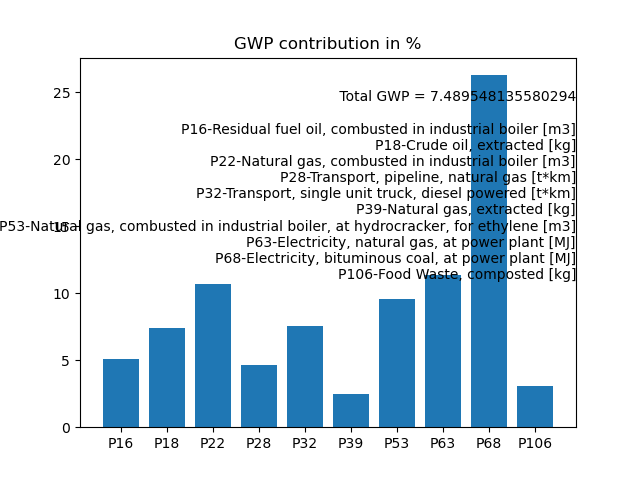 GWP contribution in %
25
Total GWP = 7.489548135580294
P16-Residual fuel oil, combusted in industrial boiler [m3]
P18-Crude oil, extracted [kg]
20
P22-Natural gas, combusted in industrial boiler [m3]
P28-Transport, pipeline, natural gas [t*km]
P32-Transport, single unit truck, diesel powered [t*km]
P39-Natural gas, extracted [kg]
15
P53-Natural gas, combusted in industrial boiler, at hydrocracker, for ethylene [m3]
P63-Electricity, natural gas, at power plant [MJ]
P68-Electricity, bituminous coal, at power plant [MJ]
P106-Food Waste, composted [kg]
10
5
0
P16 P18 P22 P28 P32 P39 P53 P63 P68 P106